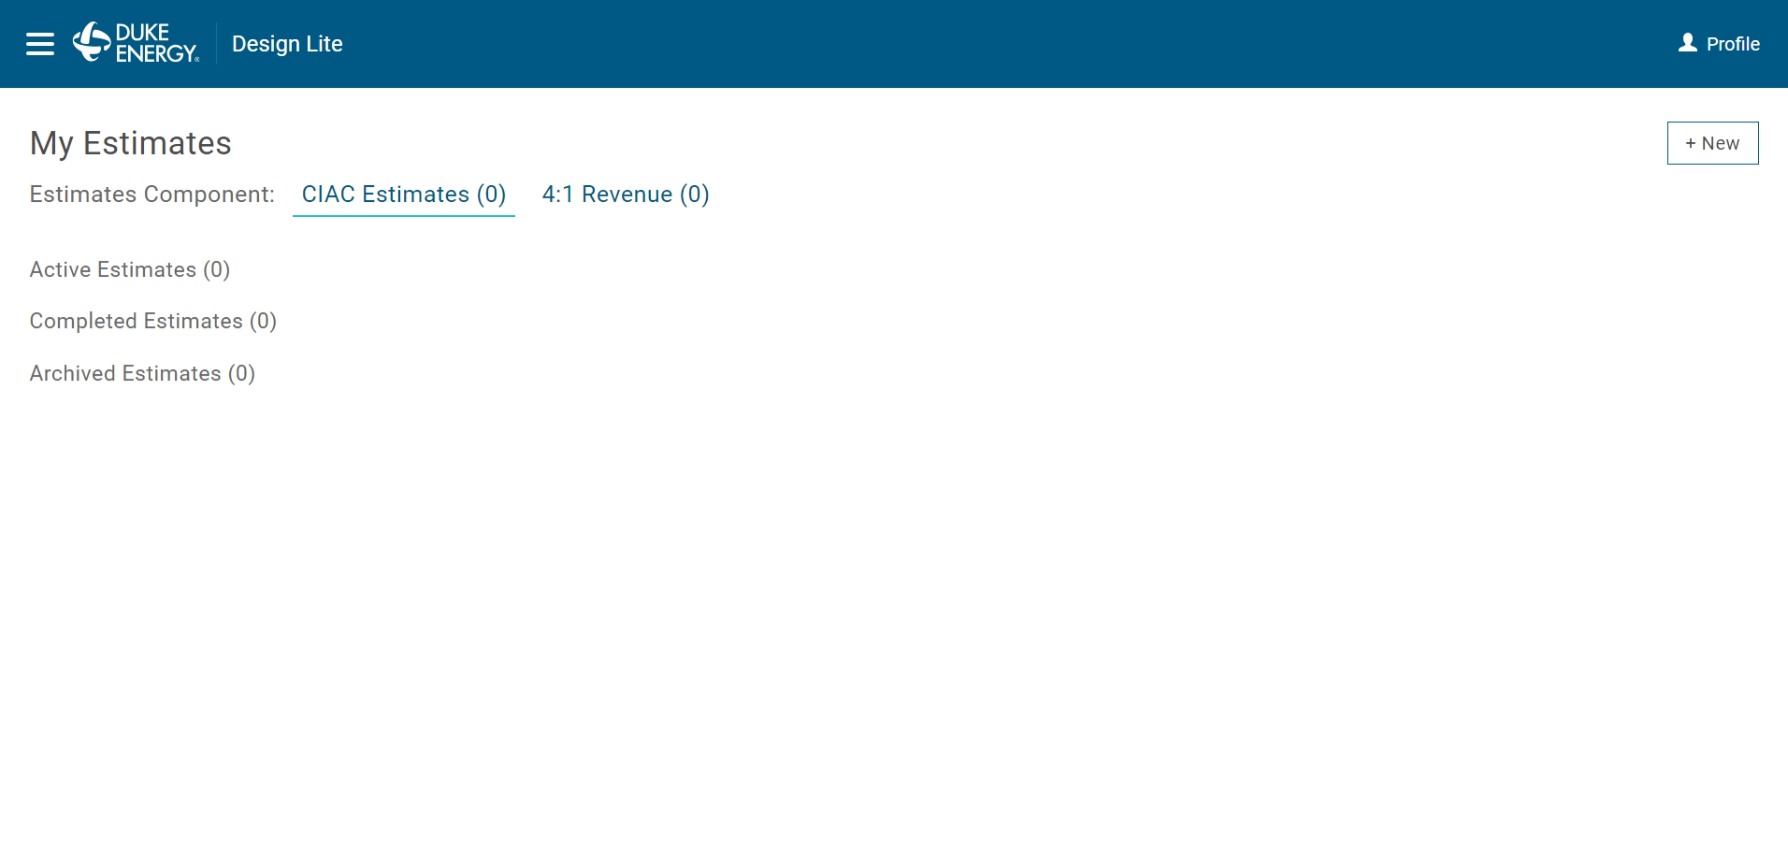 DUKE
ENERGY®
Design Lite
Profile
My Estimates
+ New
Estimates Component: CIAC Estimates (0) 4:1 Revenue (0)
Active Estimates (0)
Completed Estimates (0)
Archived Estimates (0)